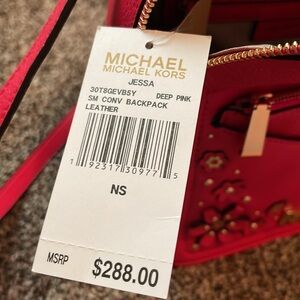 MICHAEL
MICHAEL KORS
JESSA
30T8GEVB5Y DEEP PINK
SM CONV BACKPACK
LEATHER
1 92317 30977 5
NS
MSRP $288.00